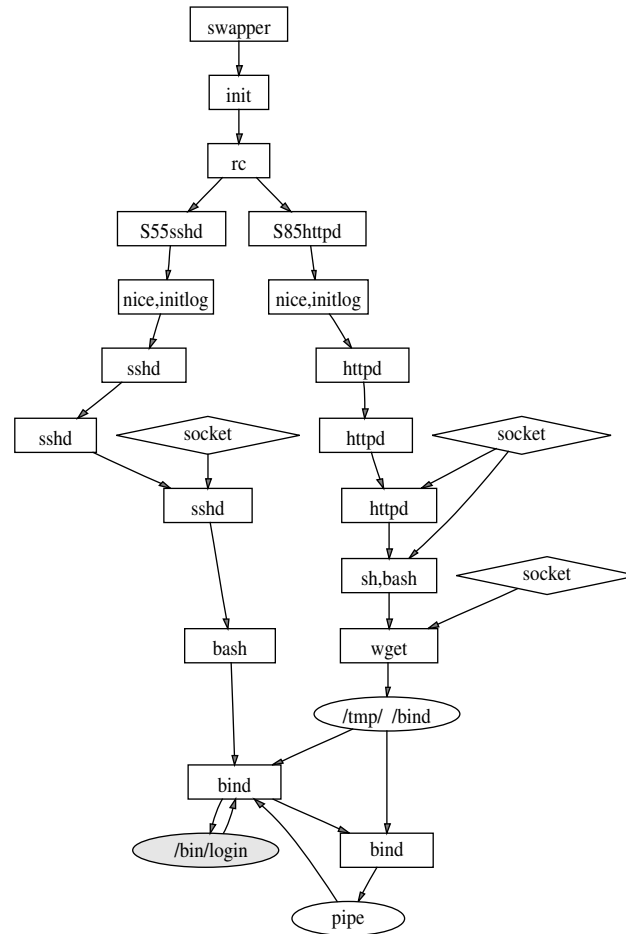 swapper
init
rc
S55sshd S85httpd
nice,initlog nice,initlog
sshd httpd
sshd socket httpd socket
sshd httpd
sh,bash socket
bash wget
/tmp/ /bind
bind
/bin/login bind
pipe